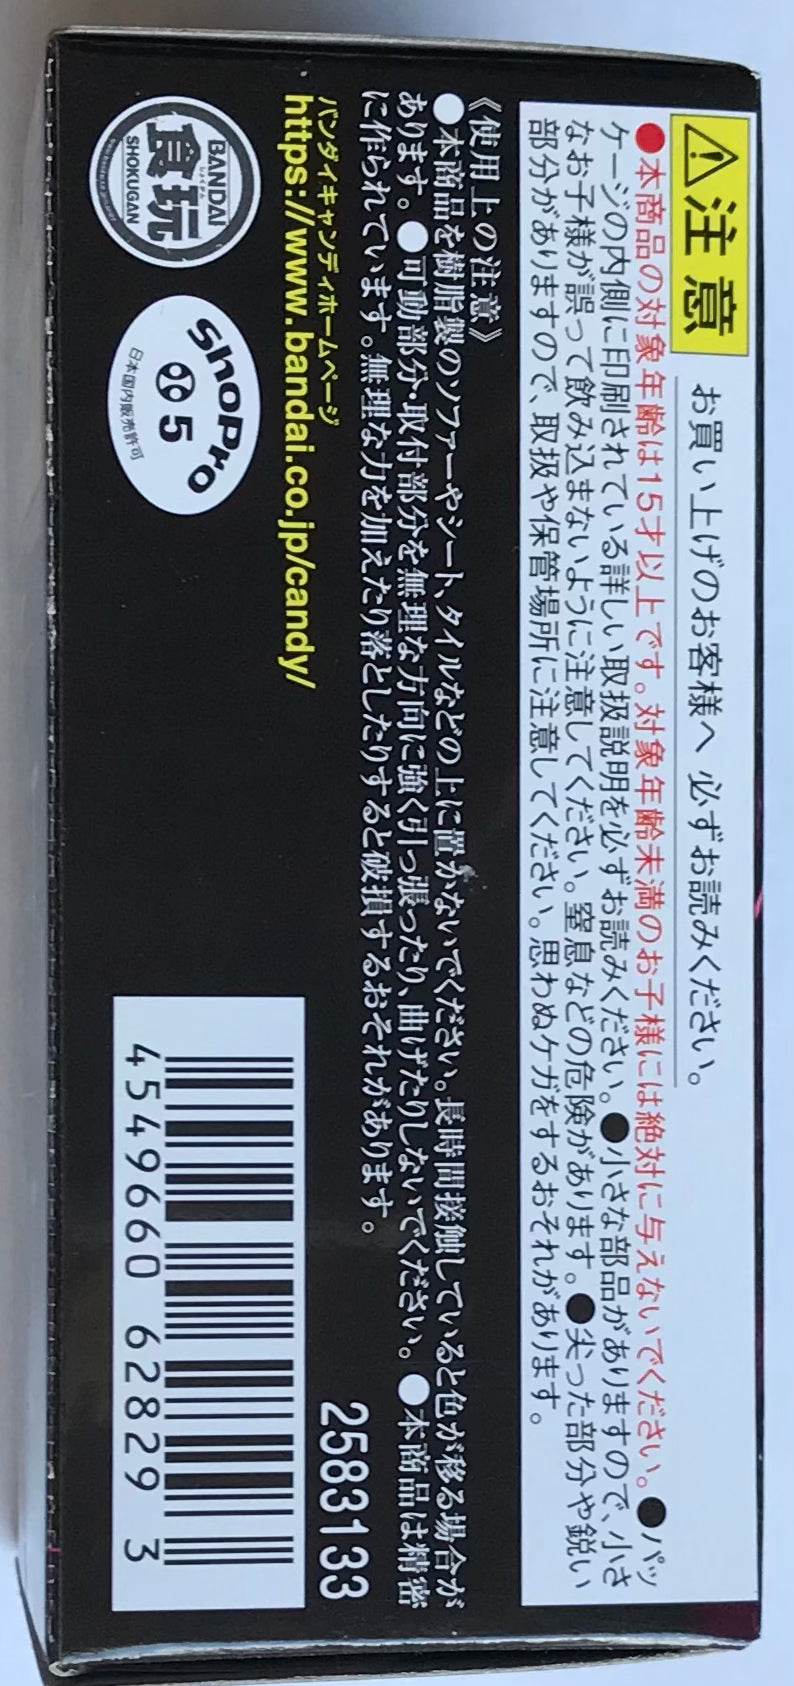 注意 お買い上げのお客様へ 必ずお読みください。
●本商品の対象年齢は15才以上です。対象年齢未満のお子様には絶対に与えないでください。●パッ
ケージの内側に印刷されている詳しい取扱説明を必ずお読みください。●小さな部品がありますので、小さ
なお子様が誤って飲み込まないように注意してください。窒息などの危険があります。●尖った部分や鋭い
部分がありますので、取扱や保管場所に注意してください。思わぬケガをするおそれがあります。
《使用上の注意》
●本商品を樹脂製のソファーやシート、タイルなどの上に置かないでください。長時間接触していると色が移る場合が
あります。●可動部分・取付部分を無理な方向に強く引っ張ったり、曲げたりしないでください。●本商品は精密
に作られています。無理な力を加えたり落としたりすると破損するおそれがあります。
バンダイキャンディホームページ
https://www.bandai.co.jp/candy/
2583133
BANDAI
食玩
しょくがん
SHOKUGAN
ShoPro
5
日本国内販売許可
4549660 62829 3